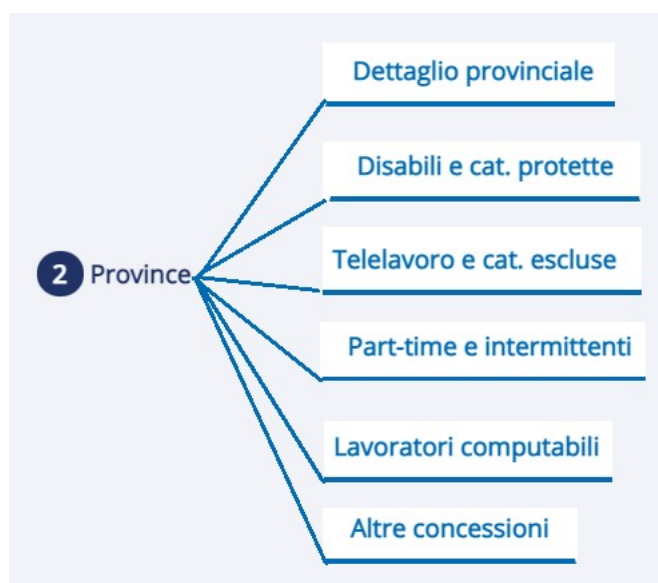 Dettaglio provinciale
Disabili e cat. protette
2 Province
Telelavoro e cat. escluse
Part-time e intermittenti
Lavoratori computabili
Altre concessioni